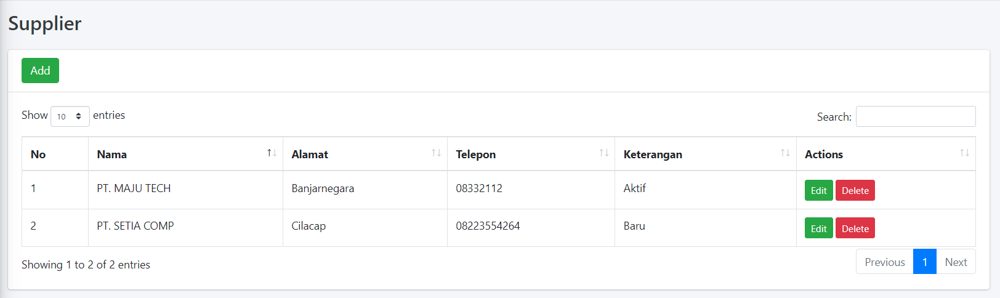 Supplier
Add
Show 10 entries
Search:
No Nama Alamat Telepon Keterangan Actions
1 PT. MAJU TECH Banjarnegara 08332112 Aktif Edit Delete
2 PT. SETIA COMP Cilacap 08223554264 Baru Edit Delete
Showing 1 to 2 of 2 entries
Previous 1 Next